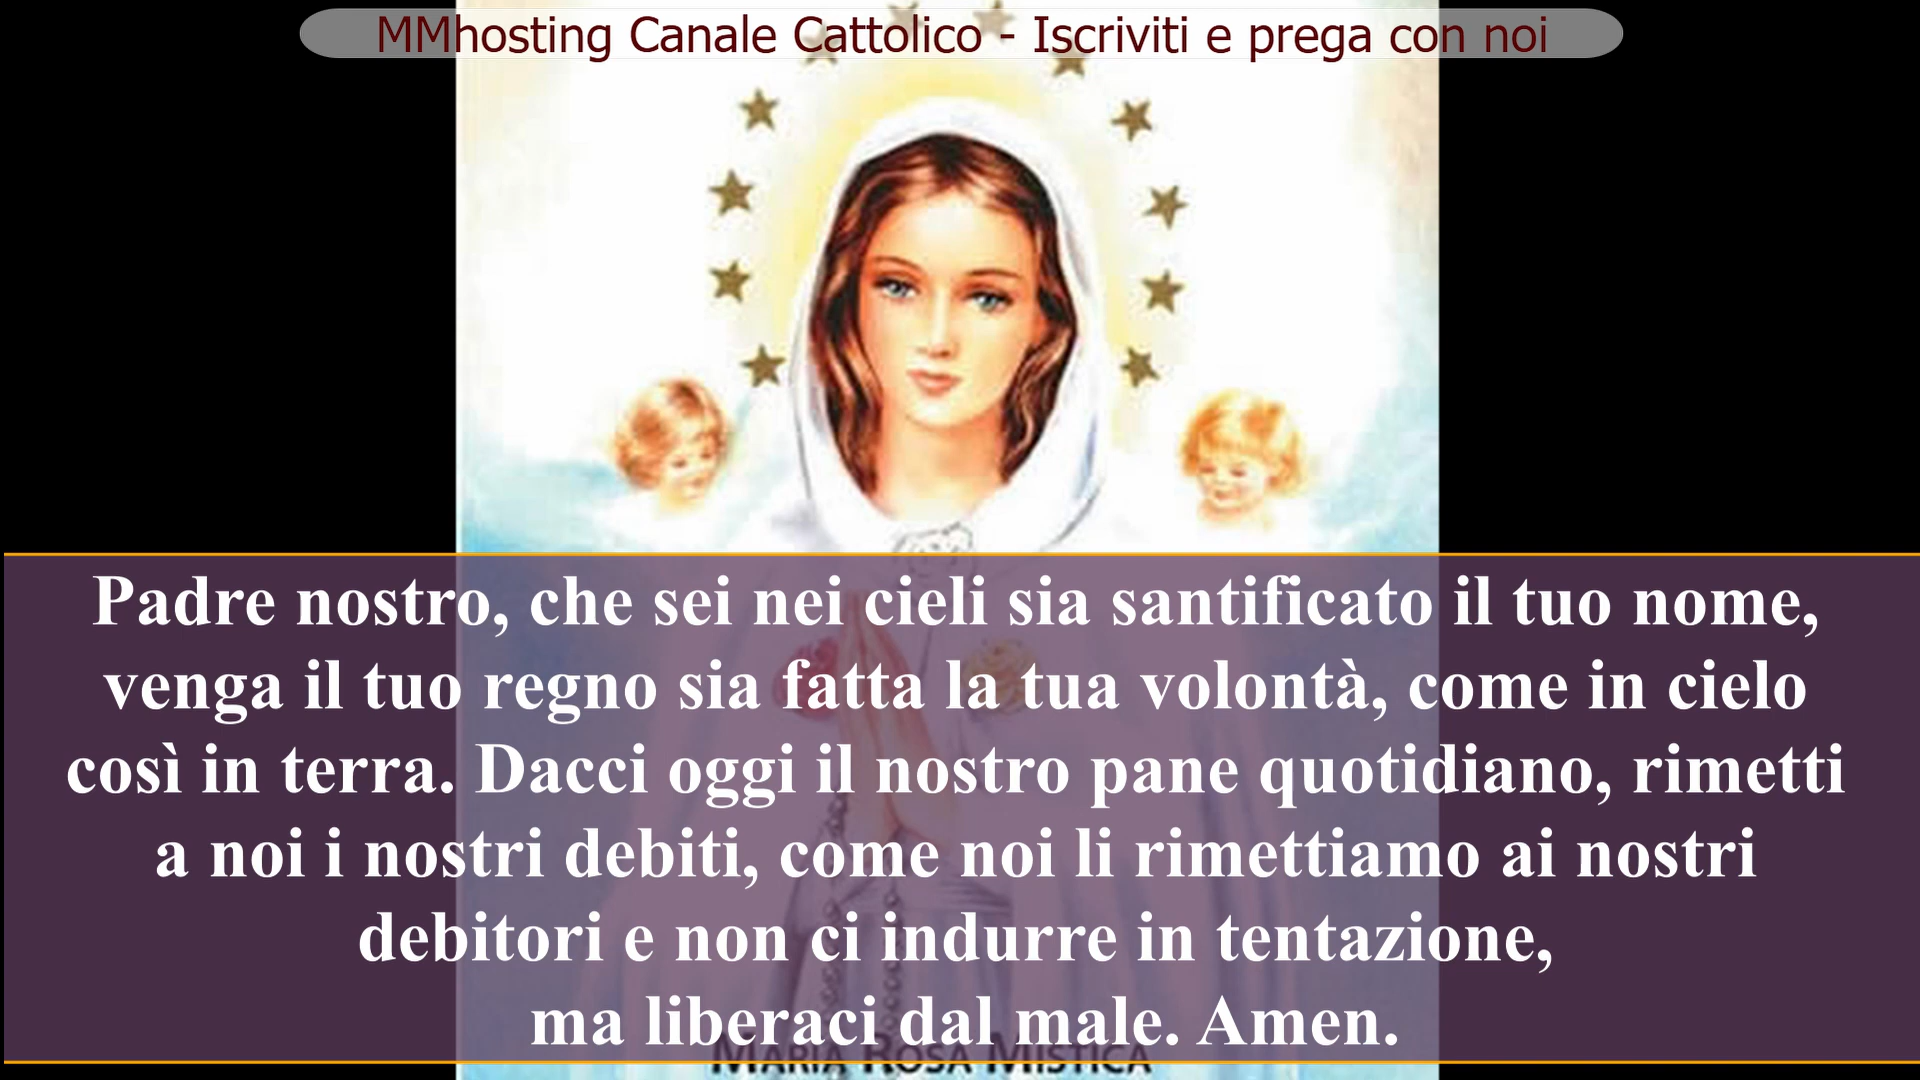 MMhosting Canale Cattolico - Iscriviti e prega con noi
Padre nostro, che sei nei cieli sia santificato il tuo nome,
venga il tuo regno sia fatta la tua volontà, come in cielo
così in terra. Dacci oggi il nostro pane quotidiano, rimetti
a noi i nostri debiti, come noi li rimettiamo ai nostri
debitori e non ci indurre in tentazione,
ma liberaci dal male. Amen.
MARIA ROSA MISTICA